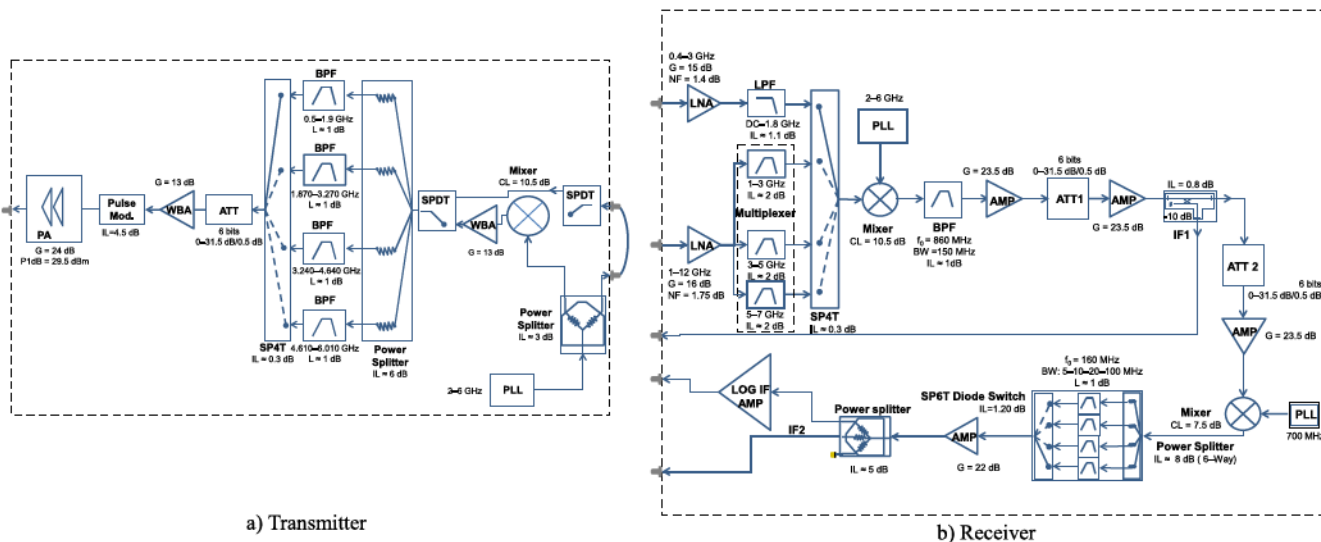 BPF
0.5–1.9 GHz
L ≈ 1 dB
BPF
1.870–3.270 GHz
L ≈ 1 dB
BPF
3.240–4.640 GHz
L ≈ 1 dB
BPF
4.610–6.010 GHz
L ≈ 1 dB
PA
G = 24 dB
P1dB = 29.5 dBm
Pulse
Mod.
IL=4.5 dB
G = 13 dB
WBA
ATT
6 bits
0–31.5 dB/0.5 dB
SP4T
IL ≈ 0.3 dB
Power
Splitter
IL ≈ 6 dB
SPDT
WBA
G = 13 dB
Mixer
CL = 10.5 dB
SPDT
Power
Splitter
IL ≈ 3 dB
2–6 GHz
PLL
a) Transmitter
0.4–3 GHz
G = 15 dB
NF = 1.4 dB
LNA
LPF
DC–1.8 GHz
IL ≈ 1.1 dB
1–3 GHz
IL ≈ 2 dB
Multiplexer
3–5 GHz
IL ≈ 2 dB
5–7 GHz
IL ≈ 2 dB
LNA
1–12 GHz
G = 16 dB
NF = 1.75 dB
SP4T
IL ≈ 0.3 dB
2–6 GHz
PLL
Mixer
CL = 10.5 dB
BPF
f0 = 860 MHz
BW =150 MHz
IL ≈ 1dB
G = 23.5 dB
AMP
6 bits
0–31.5 dB/0.5 dB
ATT1
AMP
G = 23.5 dB
IL = 0.8 dB
-10 dB
IF1
ATT 2
6 bits
0–31.5 dB/0.5 dB
AMP
G = 23.5 dB
Mixer
CL = 7.5 dB
PLL
700 MHz
Power Splitter
IL ≈ 8 dB ( 6–Way)
f0 = 160 MHz
BW: 5–10–20–100 MHz
L ≈ 1 dB
SP6T Diode Switch
IL=1.20 dB
AMP
G = 22 dB
Power splitter
IL ≈ 5 dB
LOG IF
AMP
IF2
b) Receiver